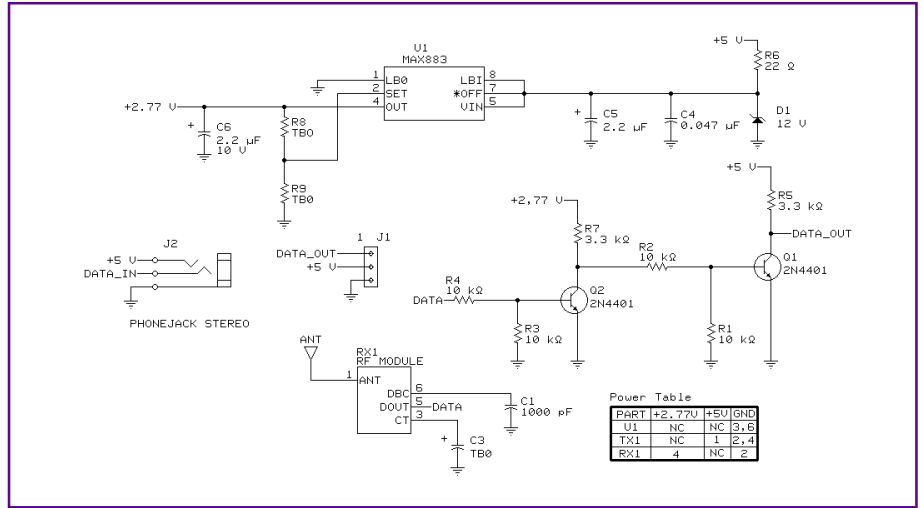 U1
MAX883
1 LB0 LBI 8
2 SET *OFF 7
4 OUT VIN 5
+2.77 V
+
C6
2.2 µF
10 V
R8
TBO
R9
TB0
+
C5
2.2 µF
C4
0.047 µF
+5 V
R6
22 Ω
D1
12 V
J2
+5 V
DATA_IN
PHONEJACK STEREO
1 J1
DATA_OUT
+5 V
+2,77 V
R7
3.3 kΩ
R4
10 kΩ
DATA
R3
10 kΩ
Q2
2N4401
R2
10 kΩ
+5 V
R5
3.3 kΩ
DATA_OUT
Q1
2N4401
R1
10 kΩ
ANT
RX1
RF MODULE
1 ANT
DBC 6
DOUT 5 DATA
CT 3
C1
1000 pF
+
C3
TB0
Power Table
PART +2.77V +5V GND
U1 NC NC 3,6
TX1 NC 1 2,4
RX1 4 NC 2